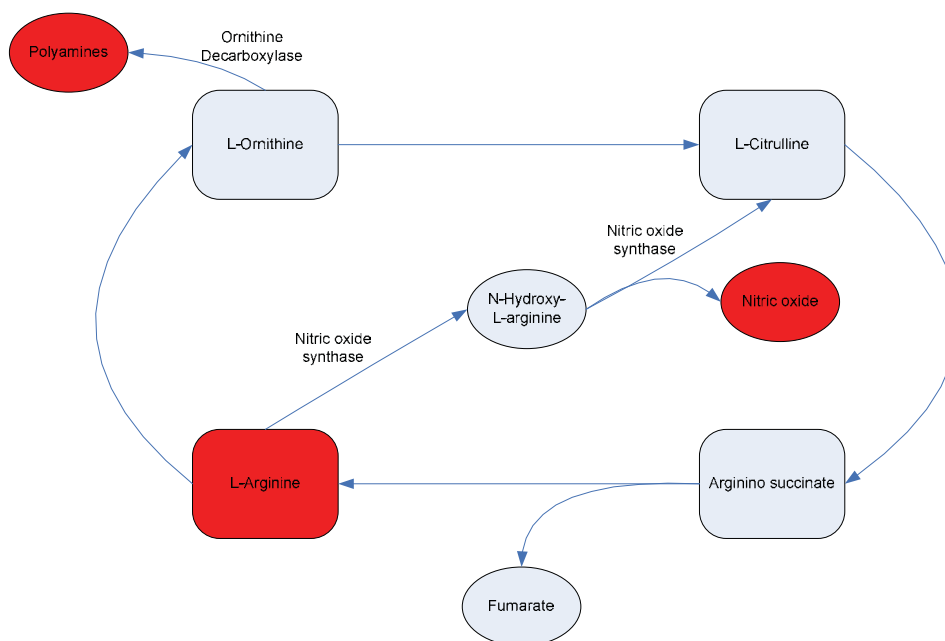 Ornithine
Decarboxylase
Polyamines
L-Ornithine
L-Citrulline
Nitric oxide
synthase
N-Hydroxy-
L-arginine
Nitric oxide
Nitric oxide
synthase
L-Arginine
Arginino succinate
Fumarate